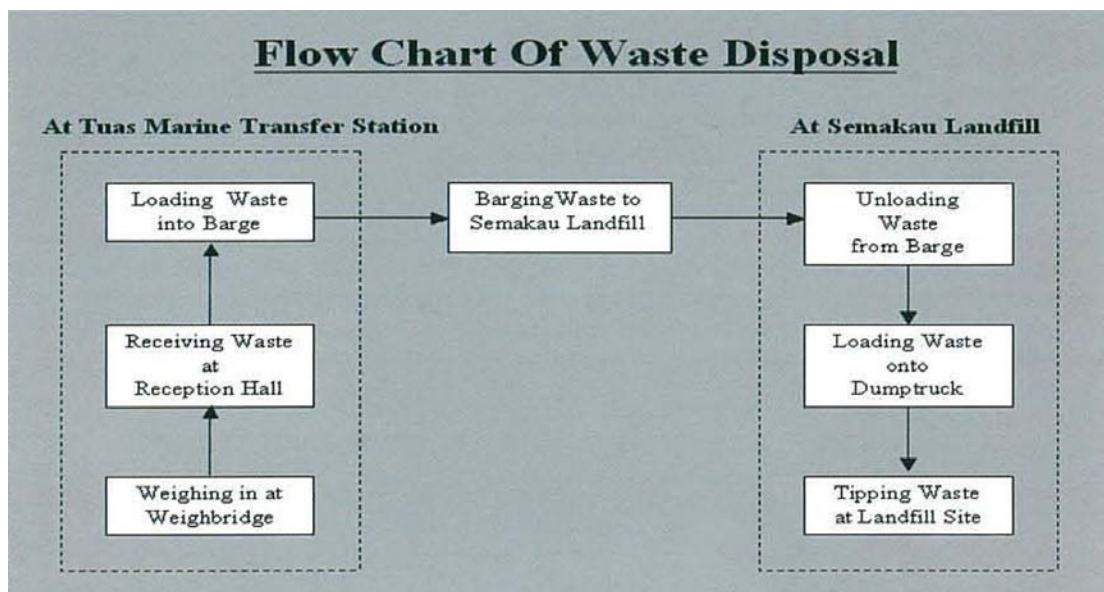 Flow Chart Of Waste Disposal
At Tuas Marine Transfer Station
Loading Waste
into Barge
Receiving Waste
at
Reception Hall
Weighing in at
Weighbridge
Barging Waste to
Semakau Landfill
At Semakau Landfill
Unloading
Waste
from Barge
Loading Waste
onto
Dumptruck
Tipping Waste
at Landfill Site